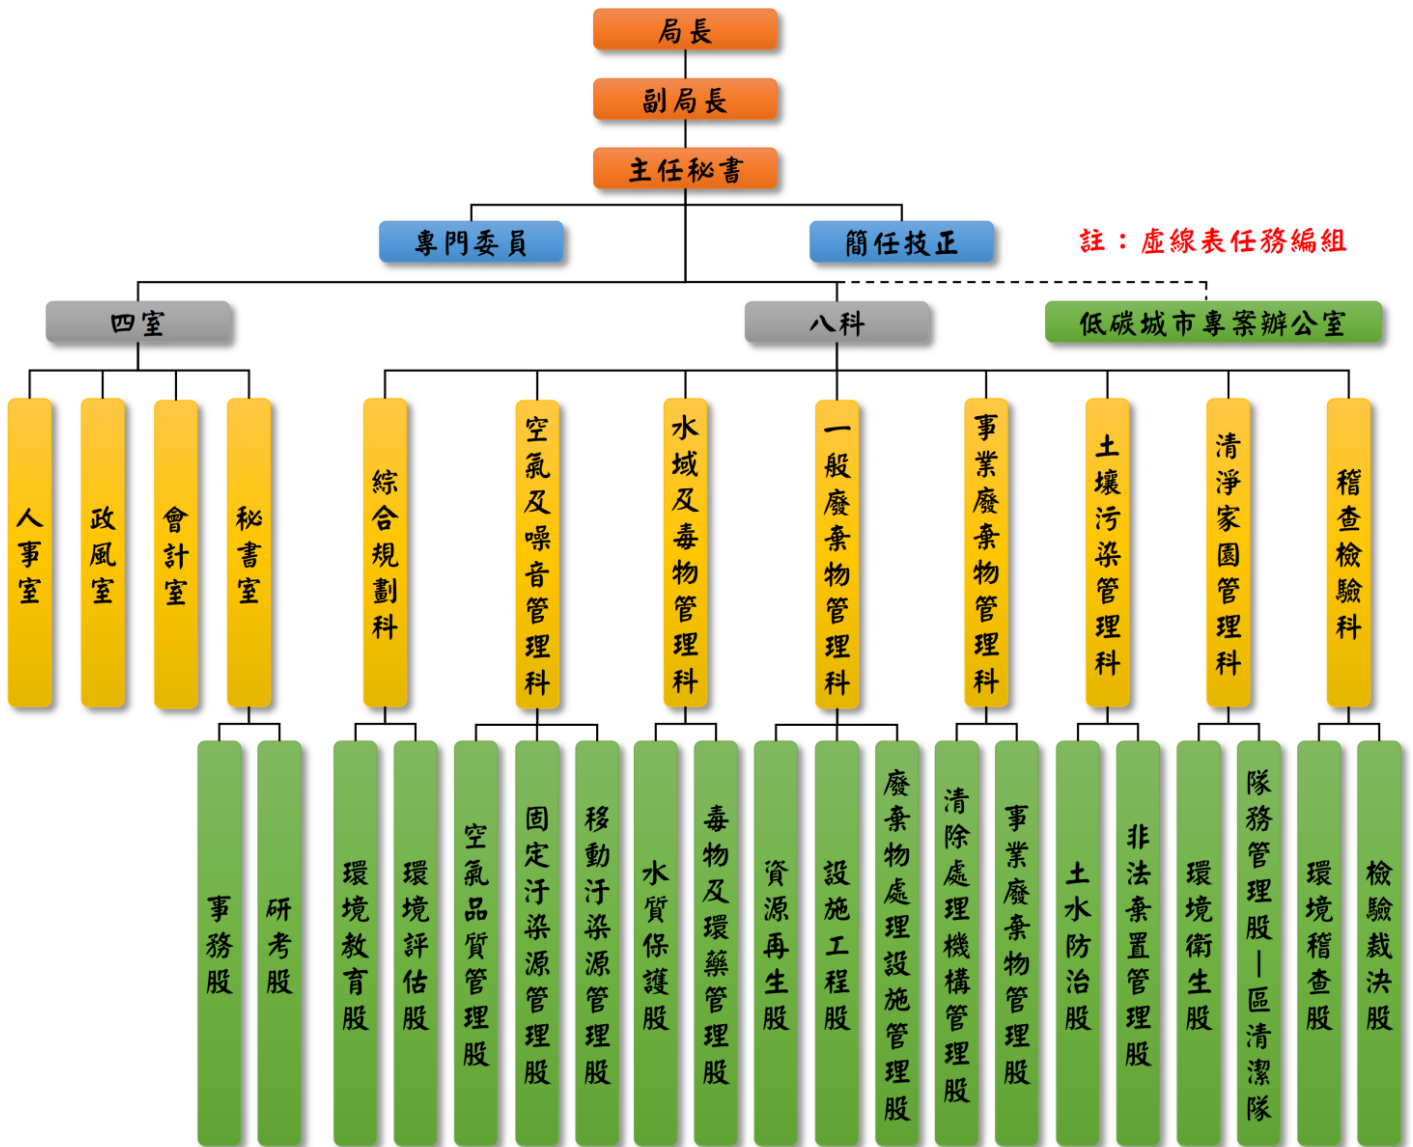 局長
副局長
主任秘書
專門委員
簡任技正
註：虛線表任務編組
四室
八科
低碳城市專案辦公室
人事室
政風室
會計室
秘書室
綜合規劃科
空氣及噪音管理科
水域及毒物管理科
一般廢棄物管理科
事業廢棄物管理科
土壤污染管理科
清淨家園管理科
稽查檢驗科
事務股
研考股
環境教育股
環境評估股
空氣品質管理股
固定汙染源管理股
移動汙染源管理股
水質保護股
毒物及環藥管理股
資源再生股
設施工程股
廢棄物處理設施管理股
清除處理機構管理股
事業廢棄物管理股
土水防治股
非法棄置管理股
環境衛生股
隊務管理股｜區清潔隊
環境稽查股
檢驗裁決股